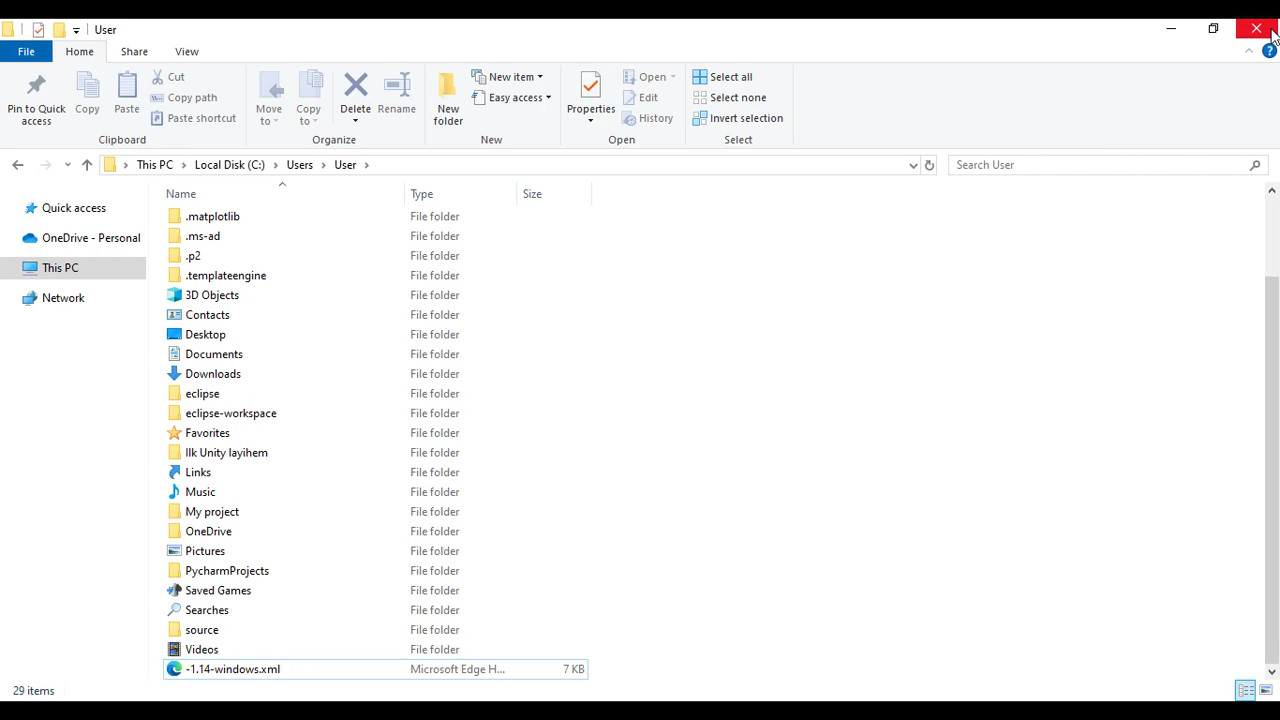 User
File Home Share View
Pin to Quick access
Copy
Paste
Cut
Copy path
Paste shortcut
Clipboard
Move to
Copy to
Delete
Rename
Organize
New folder
New item
Easy access
New
Properties
Open
Edit
History
Open
Select all
Select none
Invert selection
Select
This PC Local Disk (C:) Users User
Search User
Quick access
OneDrive - Personal
This PC
Network
Name Type Size
.matplotlib File folder
.ms-ad File folder
.p2 File folder
.templateengine File folder
3D Objects File folder
Contacts File folder
Desktop File folder
Documents File folder
Downloads File folder
eclipse File folder
eclipse-workspace File folder
Favorites File folder
Ilk Unity layihem File folder
Links File folder
Music File folder
My project File folder
OneDrive File folder
Pictures File folder
PycharmProjects File folder
Saved Games File folder
Searches File folder
source File folder
Videos File folder
-1.14-windows.xml Microsoft Edge H... 7 KB
29 items